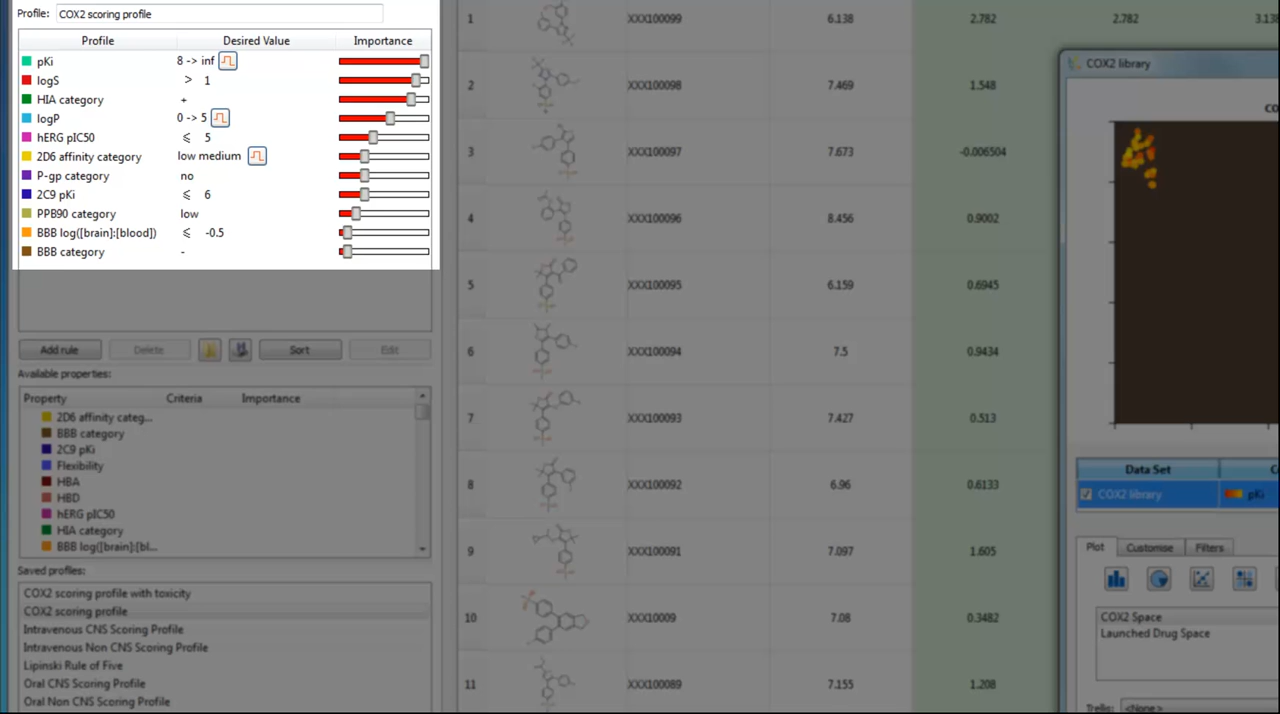 Profile: COX2 scoring profile
Profile Desired Value Importance
pKi 8 -> inf
logS > 1
HIA category +
logP 0 -> 5
hERG pIC50 ≤ 5
2D6 affinity category low medium
P-gp category no
2C9 pKi ≤ 6
PPB90 category low
BBB log([brain]:[blood]) ≤ -0.5
BBB category -
Add rule Delete Sort Edit
Available properties:
Property Criteria Importance
2D6 affinity categ...
BBB category
2C9 pKi
Flexibility
HBA
HBD
hERG pIC50
HIA category
BBB log([brain]:[bl...
Saved profiles:
COX2 scoring profile with toxicity
COX2 scoring profile
Intravenous CNS Scoring Profile
Intravenous Non CNS Scoring Profile
Lipinski Rule of Five
Oral CNS Scoring Profile
Oral Non CNS Scoring Profile
1 XXX100099 6.138 2.782 2.782 3.138
2 XXX100098 7.469 1.548
3 XXX100097 7.673 -0.006504
4 XXX100096 8.456 0.9002
5 XXX100095 6.159 0.6945
6 XXX100094 7.5 0.9434
7 XXX100093 7.427 0.513
8 XXX100092 6.96 0.6133
9 XXX100091 7.097 1.605
10 XXX10009 7.08 0.3482
11 XXX100089 7.155 1.208
COX2 library
CO
Data Set C
COX2 library pKi
Plot Customise Filters
COX2 Space
Launched Drug Space
Trellis: <None>